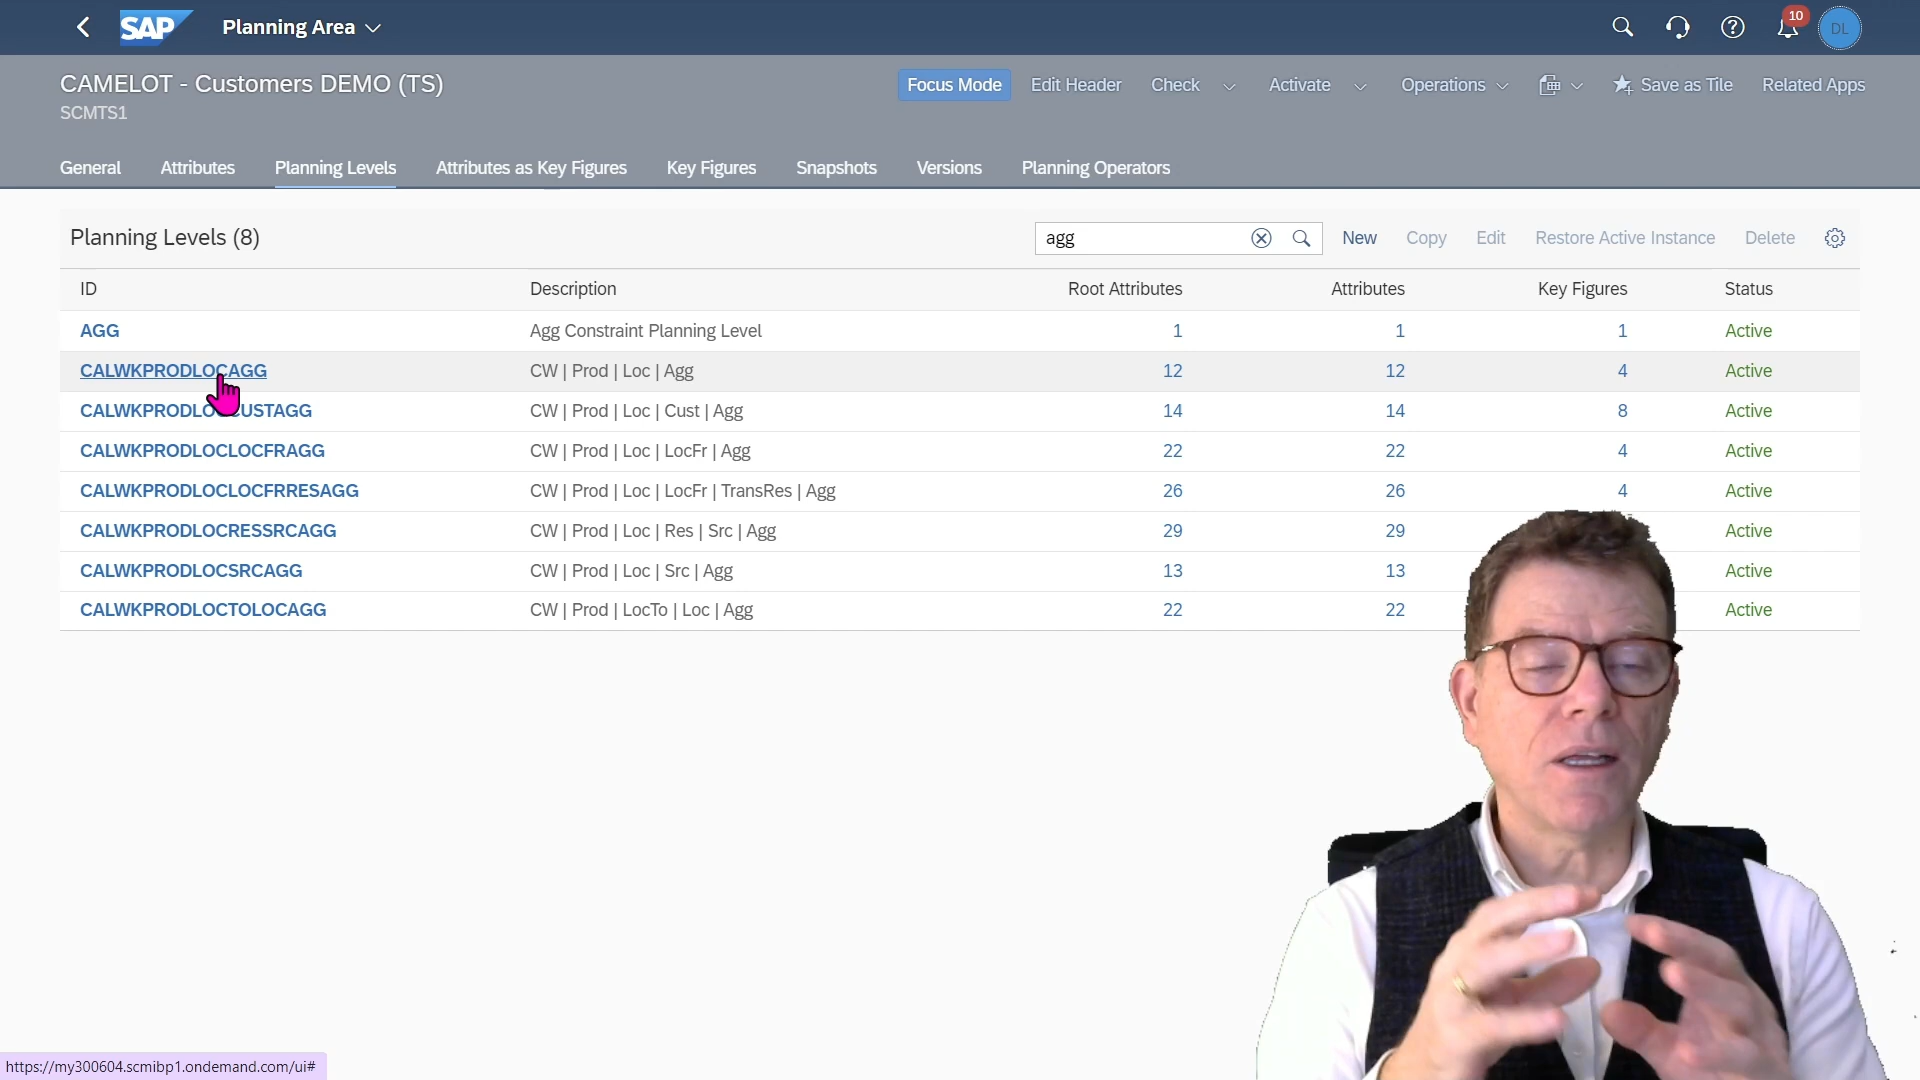 SAP Planning Area 10 DL
CAMELOT - Customers DEMO (TS) Focus Mode Edit Header Check Activate Operations Save as Tile Related Apps
SCMTS1
General Attributes Planning Levels Attributes as Key Figures Key Figures Snapshots Versions Planning Operators
Planning Levels (8) agg New Copy Edit Restore Active Instance Delete
ID Description Root Attributes Attributes Key Figures Status
AGG Agg Constraint Planning Level 1 1 1 Active
CALWKPRODLOCAGG CW | Prod | Loc | Agg 12 12 4 Active
CALWKPRODLOCCUSTAGG CW | Prod | Loc | Cust | Agg 14 14 8 Active
CALWKPRODLOCLOCFRAGG CW | Prod | Loc | LocFr | Agg 22 22 4 Active
CALWKPRODLOCLOCFRRESAGG CW | Prod | Loc | LocFr | TransRes | Agg 26 26 4 Active
CALWKPRODLOCRESSRCAGG CW | Prod | Loc | Res | Src | Agg 29 29 Active
CALWKPRODLOCSRCAGG CW | Prod | Loc | Src | Agg 13 13 Active
CALWKPRODLOCTOLOCAGG CW | Prod | LocTo | Loc | Agg 22 22 Active
https://my300604.scmibp1.ondemand.com/ui#